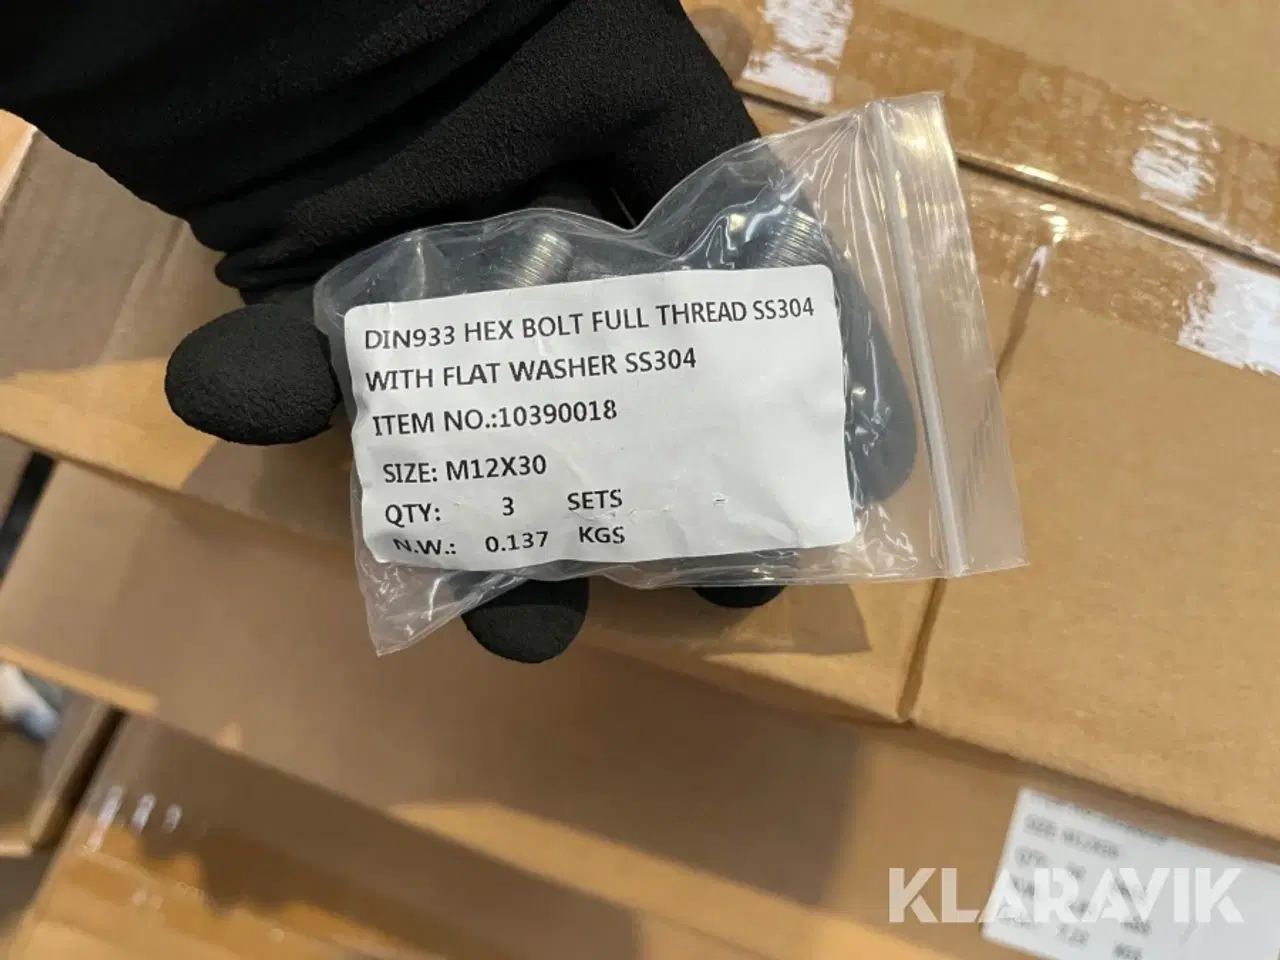 DIN933 HEX BOLT FULL THREAD SS304
WITH FLAT WASHER SS304
ITEM NO.:10390018
SIZE: M12X30
QTY: 3 SETS
N.W.: 0.137 KGS
KLARAVIK